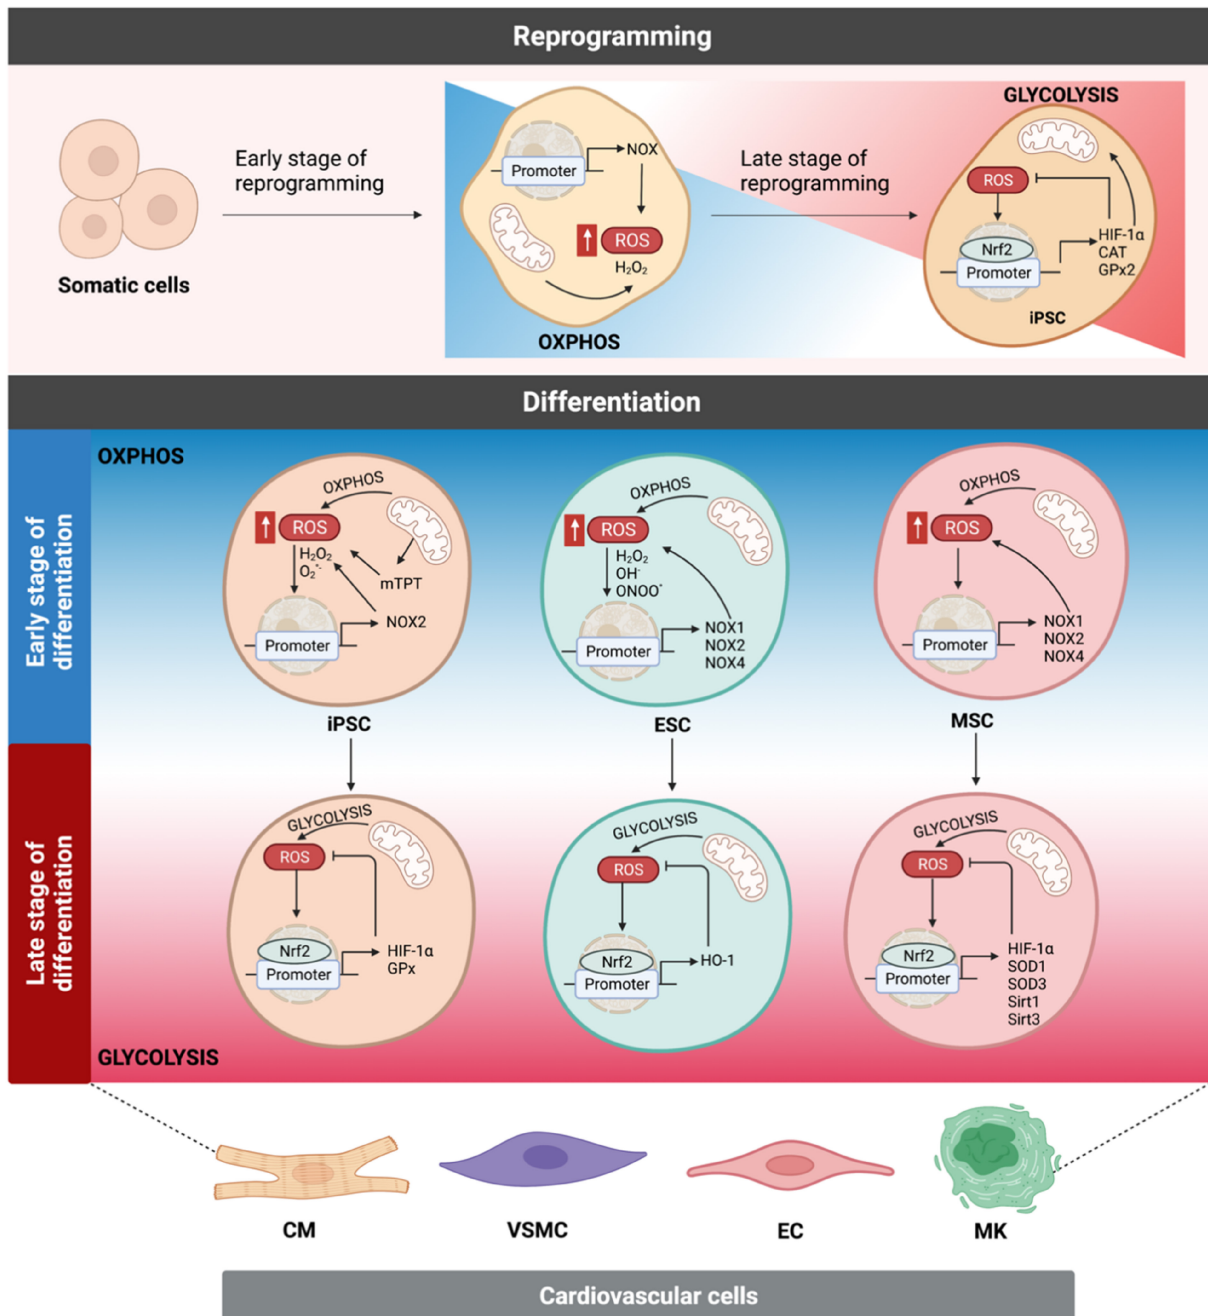 Reprogramming
Somatic cells
Early stage of
reprogramming
Promoter
NOX
ROS
H₂O₂
OXPHOS
Late stage of
reprogramming
GLYCOLYSIS
ROS
Nrf2
Promoter
HIF-1α
CAT
GPx2
iPSC
Differentiation
Early stage of
differentiation
OXPHOS
OXPHOS
ROS
H₂O₂
O₂˙⁻
mTPT
NOX2
Promoter
iPSC
OXPHOS
ROS
H₂O₂
OH⁻
ONOO⁻
Promoter
NOX1
NOX2
NOX4
ESC
OXPHOS
ROS
Promoter
NOX1
NOX2
NOX4
MSC
Late stage of
differentiation
GLYCOLYSIS
ROS
Nrf2
Promoter
HIF-1α
GPx
GLYCOLYSIS
ROS
Nrf2
Promoter
HO-1
GLYCOLYSIS
ROS
Nrf2
Promoter
HIF-1α
SOD1
SOD3
Sirt1
Sirt3
GLYCOLYSIS
CM
VSMC
EC
MK
Cardiovascular cells